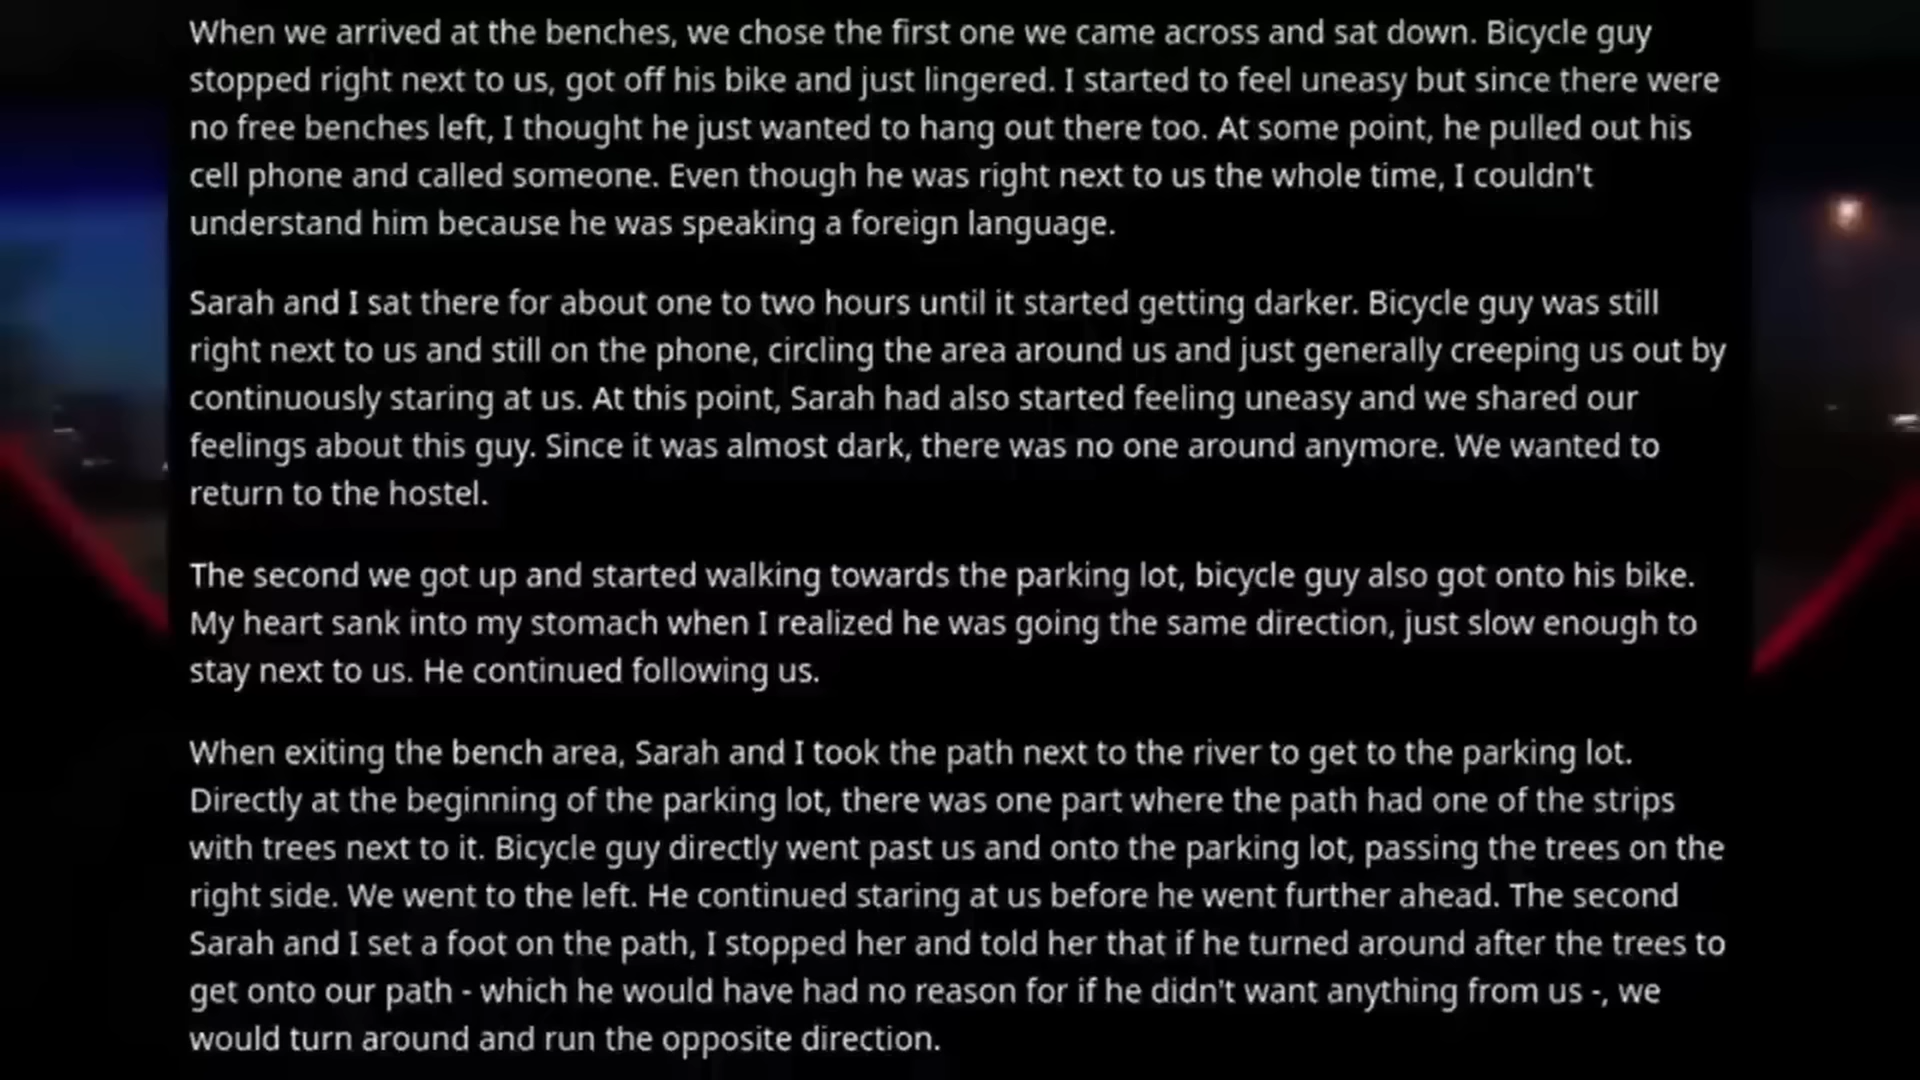 When we arrived at the benches, we chose the first one we came across and sat down. Bicycle guy
stopped right next to us, got off his bike and just lingered. I started to feel uneasy but since there were
no free benches left, I thought he just wanted to hang out there too. At some point, he pulled out his
cell phone and called someone. Even though he was right next to us the whole time, I couldn't
understand him because he was speaking a foreign language.
Sarah and I sat there for about one to two hours until it started getting darker. Bicycle guy was still
right next to us and still on the phone, circling the area around us and just generally creeping us out by
continuously staring at us. At this point, Sarah had also started feeling uneasy and we shared our
feelings about this guy. Since it was almost dark, there was no one around anymore. We wanted to
return to the hostel.
The second we got up and started walking towards the parking lot, bicycle guy also got onto his bike.
My heart sank into my stomach when I realized he was going the same direction, just slow enough to
stay next to us. He continued following us.
When exiting the bench area, Sarah and I took the path next to the river to get to the parking lot.
Directly at the beginning of the parking lot, there was one part where the path had one of the strips
with trees next to it. Bicycle guy directly went past us and onto the parking lot, passing the trees on the
right side. We went to the left. He continued staring at us before he went further ahead. The second
Sarah and I set a foot on the path, I stopped her and told her that if he turned around after the trees to
get onto our path - which he would have had no reason for if he didn't want anything from us -, we
would turn around and run the opposite direction.